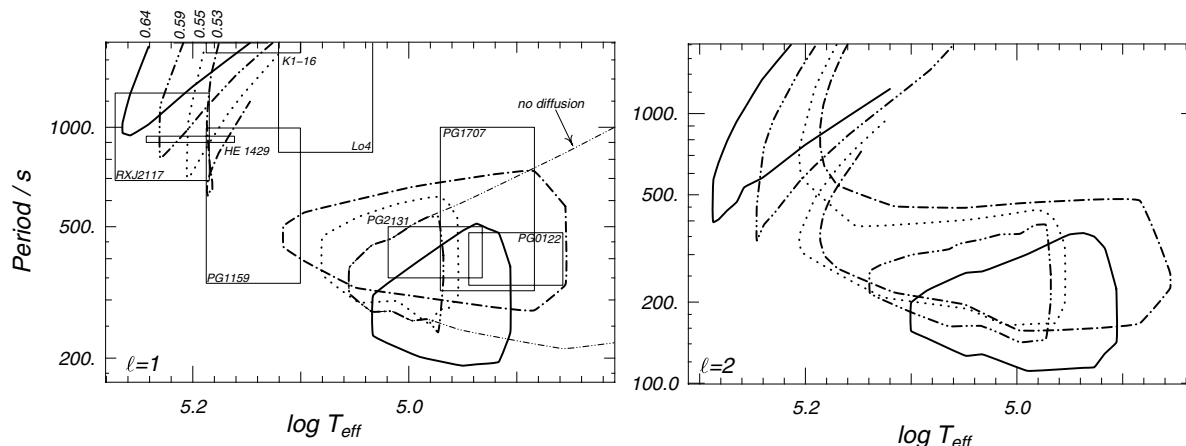 0.64
0.59
0.55
0.53
K1–16
no diffusion
1000.
PG1707
Lo4
HE 1429
RXJ2117
Period / s
500.
PG2131
PG0122
PG1159
200.
ℓ=1
5.2
5.0
log Teff
1000.
500.
200.
100.0
ℓ=2
5.2
5.0
log Teff